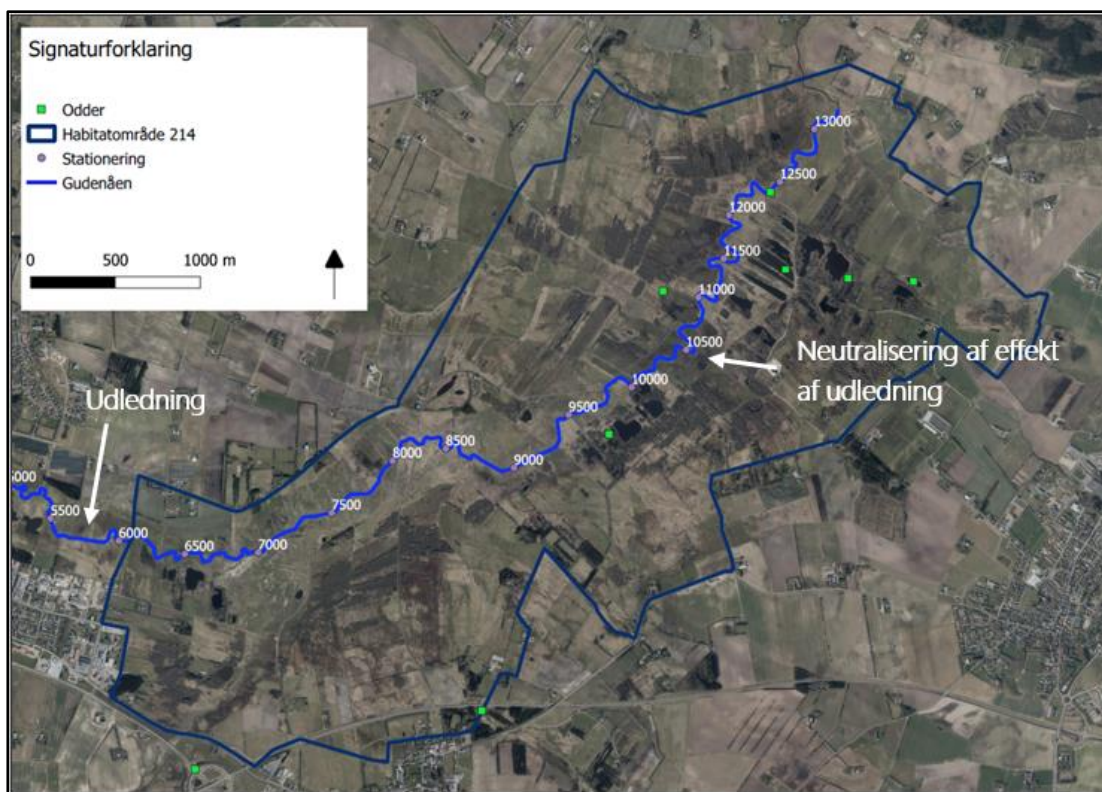 Signaturforklaring
Odder
Habitatområde 214
Stationering
Gudenåen
0 500 1000 m
13000
12500
12000
11500
11000
10500
Neutralisering af effekt
af udledning
10000
9500
9000
8500
8000
7500
7000
6500
6000
5500
Udledning